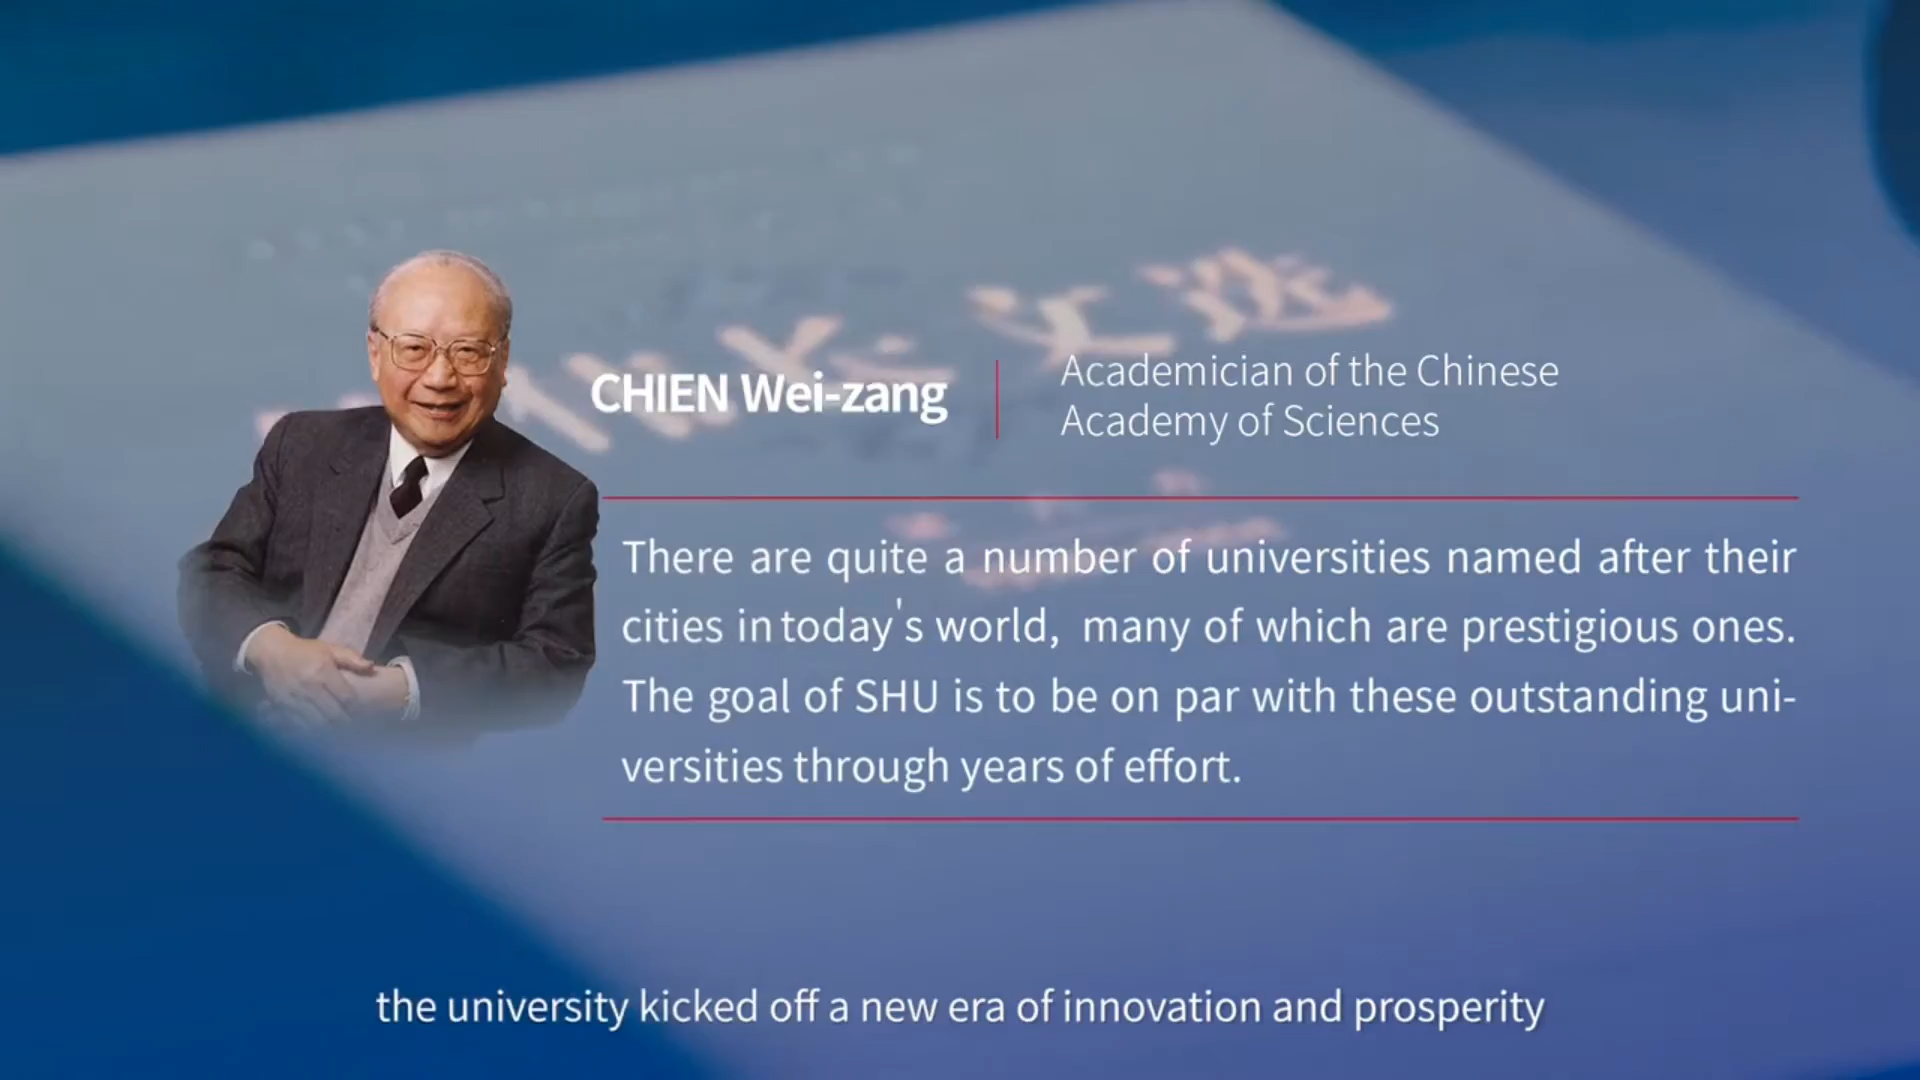 CHIEN Wei-zang
Academician of the Chinese
Academy of Sciences
There are quite a number of universities named after their
cities in today's world, many of which are prestigious ones.
The goal of SHU is to be on par with these outstanding uni-
versities through years of effort.
the university kicked off a new era of innovation and prosperity